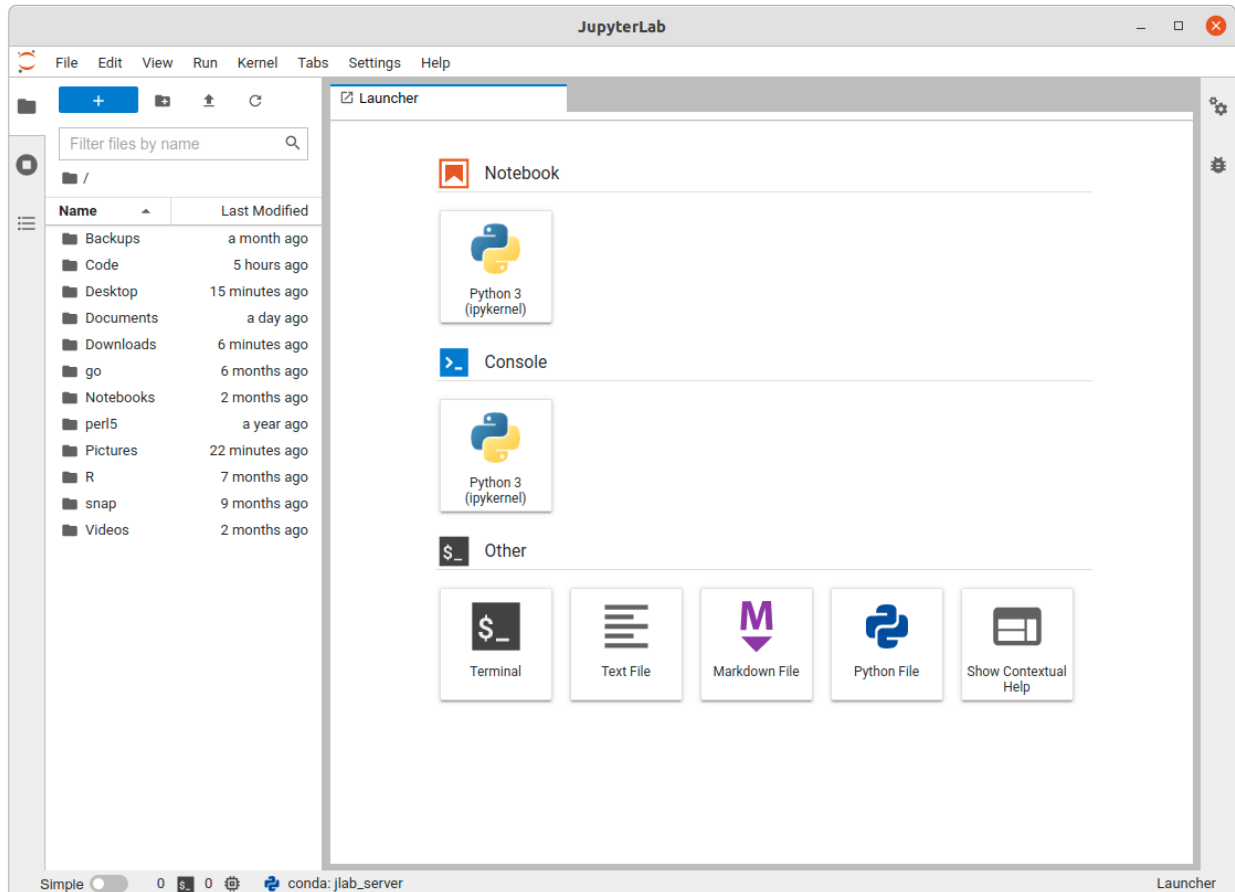 JupyterLab
File Edit View Run Kernel Tabs Settings Help
Launcher
Filter files by name
/
Name Last Modified
Backups a month ago
Code 5 hours ago
Desktop 15 minutes ago
Documents a day ago
Downloads 6 minutes ago
go 6 months ago
Notebooks 2 months ago
perl5 a year ago
Pictures 22 minutes ago
R 7 months ago
snap 9 months ago
Videos 2 months ago
Notebook
Python 3
(ipykernel)
Console
Python 3
(ipykernel)
$_ Other
$_
M
Terminal
Text File
Markdown File
Python File
Show Contextual
Help
Simple 0 $_ 0 conda: jlab_server Launcher